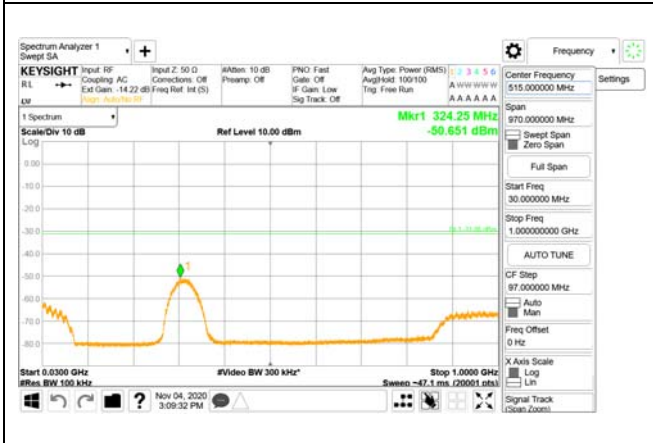 Spectrum Analyzer 1
Swept SA
+
Frequency
KEYSIGHT
RL
Input: RF
Coupling: AC
Ext Gain: -14.22 dB
Align: Auto/No RF
Input Z: 50 Ω
Corrections: Off
Freq Ref: Int (S)
#Atten: 10 dB
Preamp: Off
PNO: Fast
Gate: Off
IF Gain: Low
Sig Track: Off
Avg Type: Power (RMS)
Avg|Hold: 100/100
Trig: Free Run
1 2 3 4 5 6
A W W W W W
A A A A A A
1 Spectrum
Scale/Div 10 dB
Ref Level 10.00 dBm
Mkr1 324.25 MHz
-50.651 dBm
Log
0.00
-10.0
-20.0
-30.0
-40.0
-50.0
-60.0
-70.0
-80.0
1
Start 0.0300 GHz
#Res BW 100 kHz
#Video BW 300 kHz*
Stop 1.0000 GHz
Sweep ~47.1 ms (20001 pts)
Nov 04, 2020
3:09:32 PM
Center Frequency
515.000000 MHz
Settings
Span
970.000000 MHz
Swept Span
Zero Span
Full Span
Start Freq
30.000000 MHz
Stop Freq
1.000000000 GHz
AUTO TUNE
CF Step
97.000000 MHz
Auto
Man
Freq Offset
0 Hz
X Axis Scale
Log
Lin
Signal Track
(Span Zoom)